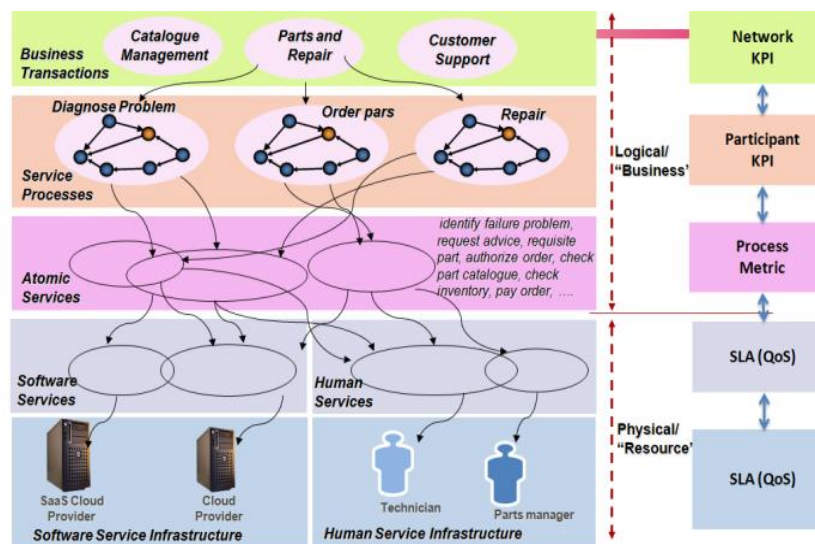 Catalogue
Management
Parts and
Repair
Customer
Support
Business
Transactions
Network
KPI
Diagnose Problem
Order pars
Repair
Service
Processes
Logical/
“Business’
Participant
KPI
identify failure problem,
request advice, requisite
part, authorize order, check
part catalogue, check
inventory, pay order, ....
Atomic
Services
Process
Metric
Software
Services
Human
Services
SLA (QoS)
Physical/
“Resource’
SaaS Cloud
Provider
Cloud
Provider
Technician
Parts manager
SLA (QoS)
Software Service Infrastructure
Human Service Infrastructure